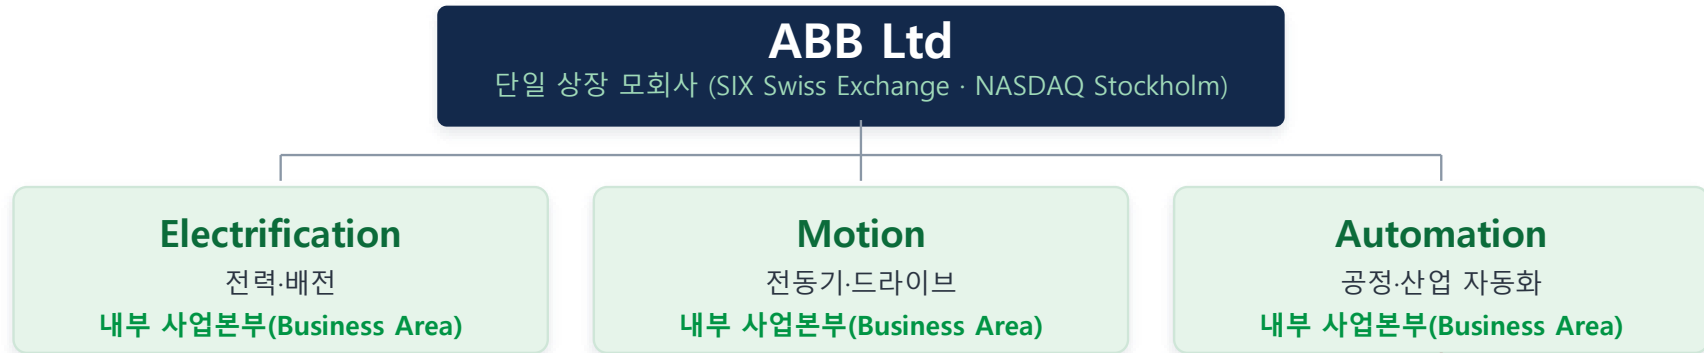 ABB Ltd
단일 상장 모회사 (SIX Swiss Exchange · NASDAQ Stockholm)
Electrification
전력·배전
내부 사업본부(Business Area)
Motion
전동기·드라이브
내부 사업본부(Business Area)
Automation
공정·산업 자동화
내부 사업본부(Business Area)